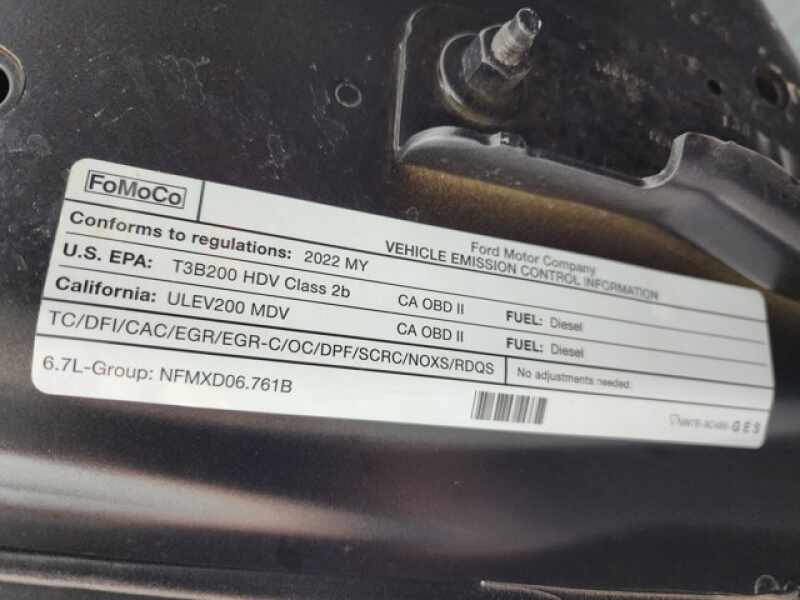 FoMoCo
Ford Motor Company
VEHICLE EMISSION CONTROL INFORMATION
Conforms to regulations: 2022 MY
U.S. EPA: T3B200 HDV Class 2b CA OBD II FUEL: Diesel
California: ULEV200 MDV CA OBD II FUEL: Diesel
TC/DFI/CAC/EGR/EGR-C/OC/DPF/SCRC/NOXS/RDQS
No adjustments needed.
6.7L-Group: NFMXD06.761B
GES